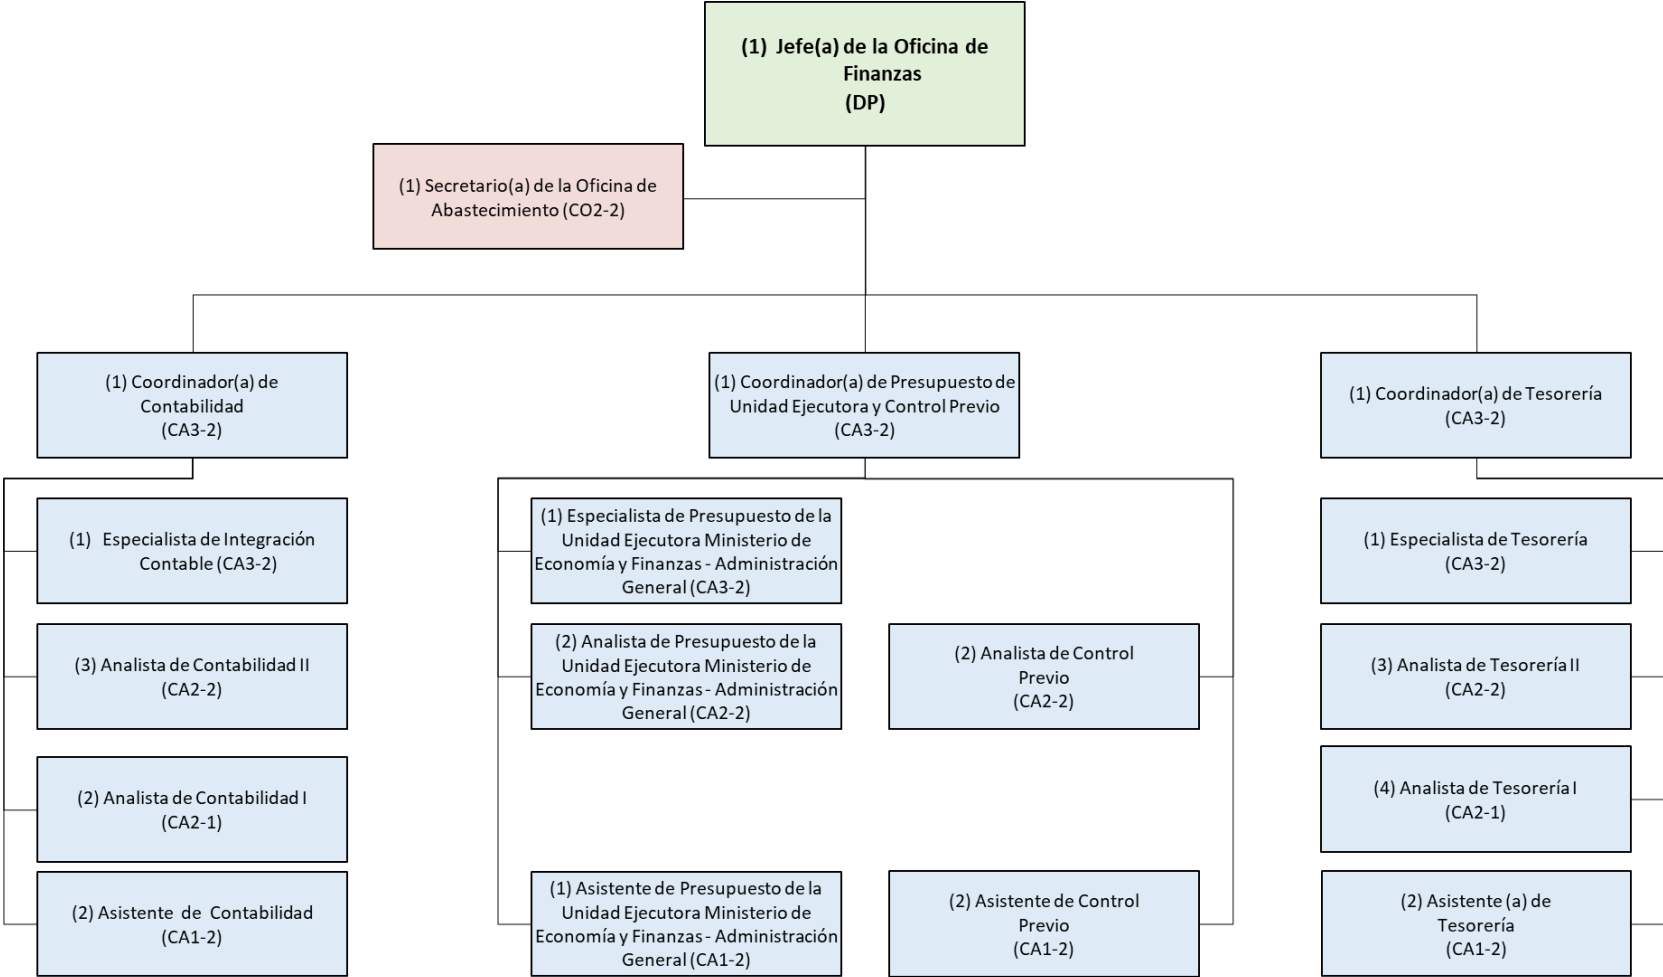 (1) Jefe(a) de la Oficina de
Finanzas
(DP)
(1) Secretario(a) de la Oficina de
Abastecimiento (CO2-2)
(1) Coordinador(a) de
Contabilidad
(CA3-2)
(1) Especialista de Integración
Contable (CA3-2)
(3) Analista de Contabilidad II
(CA2-2)
(2) Analista de Contabilidad I
(CA2-1)
(2) Asistente de Contabilidad
(CA1-2)
(1) Coordinador(a) de Presupuesto de
Unidad Ejecutora y Control Previo
(CA3-2)
(1) Especialista de Presupuesto de la
Unidad Ejecutora Ministerio de
Economía y Finanzas - Administración
General (CA3-2)
(2) Analista de Presupuesto de la
Unidad Ejecutora Ministerio de
Economía y Finanzas - Administración
General (CA2-2)
(1) Asistente de Presupuesto de la
Unidad Ejecutora Ministerio de
Economía y Finanzas - Administración
General (CA1-2)
(2) Analista de Control
Previo
(CA2-2)
(2) Asistente de Control
Previo
(CA1-2)
(1) Coordinador(a) de Tesorería
(CA3-2)
(1) Especialista de Tesorería
(CA3-2)
(3) Analista de Tesorería II
(CA2-2)
(4) Analista de Tesorería I
(CA2-1)
(2) Asistente (a) de
Tesorería
(CA1-2)